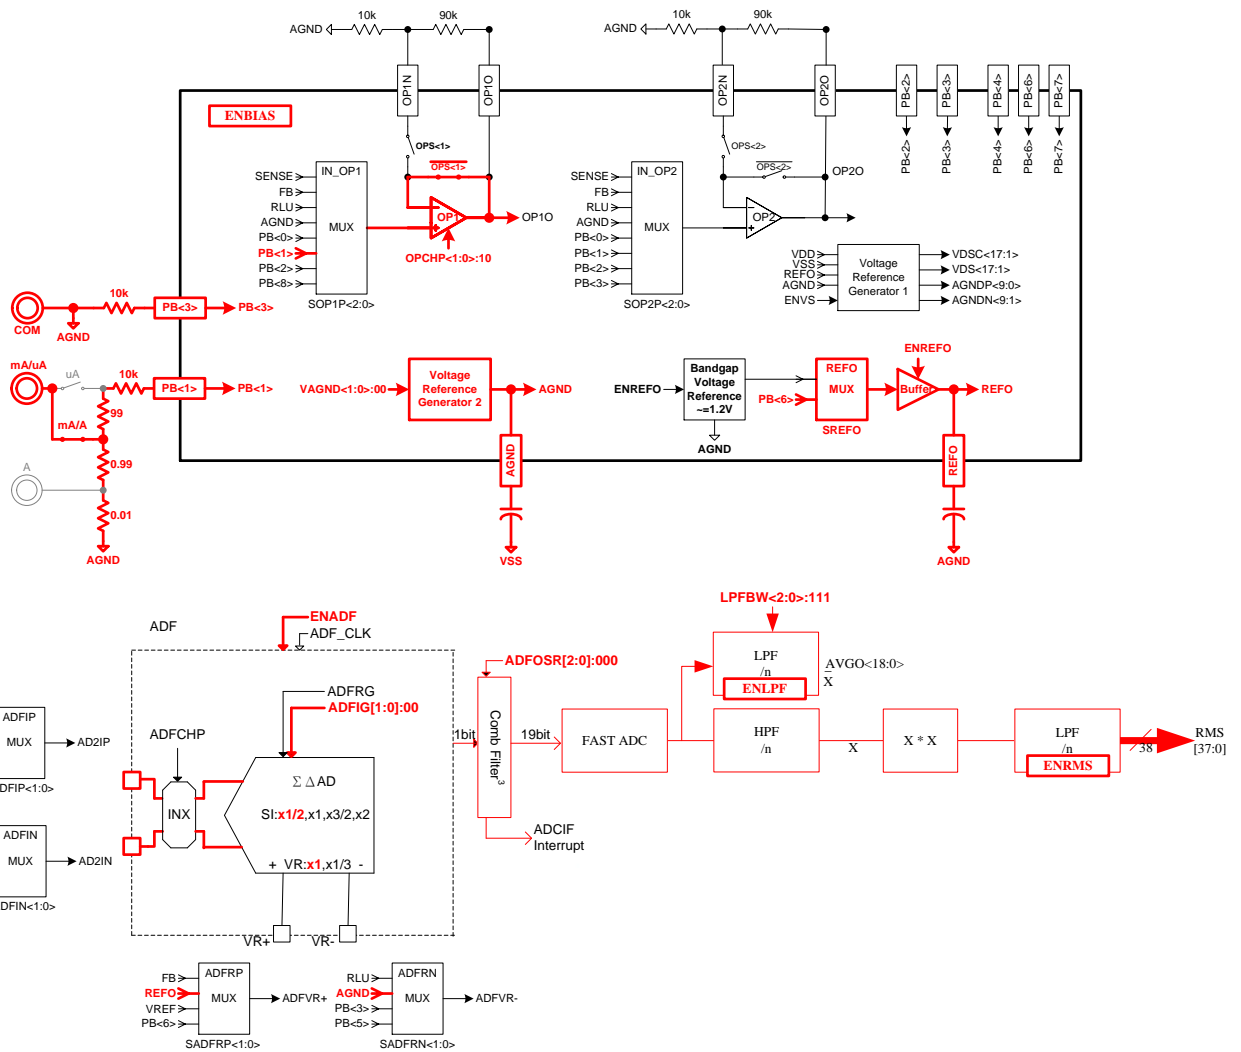 10k
90k
AGND
10k
90k
AGND
OP1N
OP1O
OP2N
OP2O
PB<2>
PB<3>
PB<4>
PB<6>
PB<7>
ENBIAS
OPS<1>
OPS<2>
PB<2>
PB<3>
PB<4>
PB<6>
PB<7>
IN_OP1
OPS<1>
IN_OP2
OPS<2>
SENSE
FB
RLU
AGND
PB<0>
PB<1>
PB<2>
PB<8>
MUX
SOP1P<2:0>
OP1
OP1O
OPCHP<1:0>:10
SENSE
FB
RLU
AGND
PB<0>
PB<1>
PB<2>
PB<3>
MUX
SOP2P<2:0>
OP2
OP2O
VDD
VSS
REFO
AGND
ENVS
Voltage
Reference
Generator 1
VDSC<17:1>
VDS<17:1>
AGNDP<9:0>
AGNDN<9:1>
10k
PB<3>
PB<3>
COM
AGND
mA/uA
uA
10k
PB<1>
PB<1>
99
mA/A
0.99
A
0.01
AGND
VAGND<1:0>:00
Voltage
Reference
Generator 2
AGND
AGND
VSS
ENREFO
Bandgap
Voltage
Reference
~=1.2V
AGND
PB<6>
REFO
MUX
SREFO
ENREFO
Buffer
REFO
REFO
AGND
ADF
ENADF
ADF_CLK
ADFRG
ADFIG[1:0]:00
ADFCHP
INX
Σ Δ AD
SI:x1/2,x1,x3/2,x2
+ VR:x1,x1/3 -
VR+
VR-
ADFIP
MUX
AD2IP
DFIP<1:0>
ADFIN
MUX
AD2IN
DFIN<1:0>
1bit
ADFOSR[2:0]:000
Comb Filter3
19bit
ADCIF
Interrupt
FAST ADC
LPFBW<2:0>:111
LPF
/n
ENLPF
AVGO<18:0>
X
HPF
/n
X
X * X
LPF
/n
ENRMS
38
RMS
[37:0]
FB
REFO
VREF
PB<6>
ADFRP
MUX
ADFVR+
SADFRP<1:0>
RLU
AGND
PB<3>
PB<5>
ADFRN
MUX
ADFVR-
SADFRN<1:0>